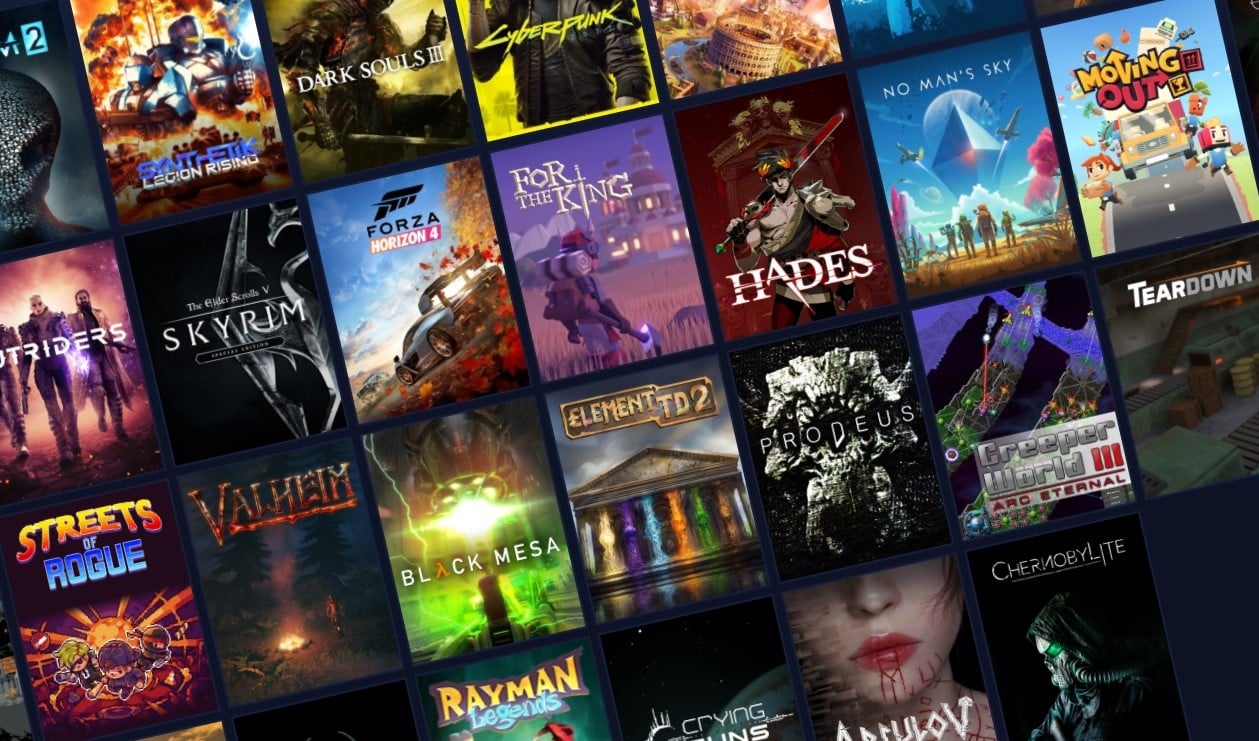 2
SYNTHETIK
LEGION RISING
DARK SOULS III
Cyberpunk
NO MAN'S SKY
MOVING
OUT
OUTRIDERS
The Elder Scrolls V
SKYRIM
SPECIAL EDITION
FORZA
HORIZON 4
FOR
THE KING
HADES
TEARDOWN
STREETS
OF
ROGUE
VALHEIM
BLACK MESA
ELEMENT TD 2
PRODEUS
Creeper
World III
ARC ETERNAL
RAYMAN
Legends
CRYING
SUNS
CHERNOBYLITE